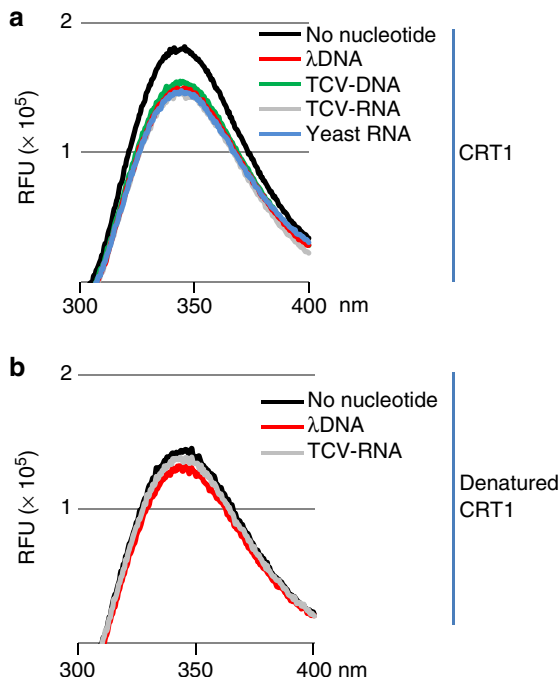 a
2
No nucleotide
λDNA
TCV-DNA
TCV-RNA
Yeast RNA
RFU (× 10⁵)
1
CRT1
300 350 400 nm
b
2
No nucleotide
λDNA
TCV-RNA
RFU (× 10⁵)
1
Denatured
CRT1
300 350 400 nm